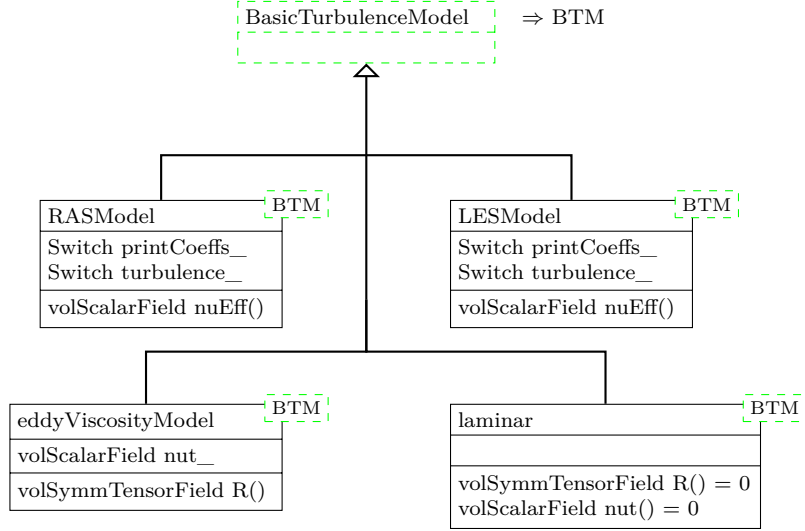 BasicTurbulenceModel ⇒ BTM
RASModel
BTM
Switch printCoeffs_
Switch turbulence_
volScalarField nuEff()
LESModel
BTM
Switch printCoeffs_
Switch turbulence_
volScalarField nuEff()
eddyViscosityModel
BTM
volScalarField nut_
volSymmTensorField R()
laminar
BTM
volSymmTensorField R() = 0
volScalarField nut() = 0